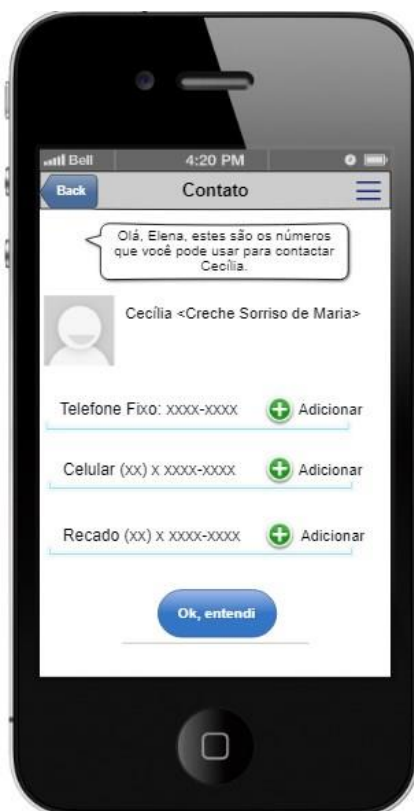 Bell 4:20 PM
Back Contato
Olá, Elena, estes são os números
que você pode usar para contactar
Cecília.
Cecília <Creche Sorriso de Maria>
Telefone Fixo: xxxx-xxxx Adicionar
Celular (xx) x xxxx-xxxx Adicionar
Recado (xx) x xxxx-xxxx Adicionar
Ok, entendi